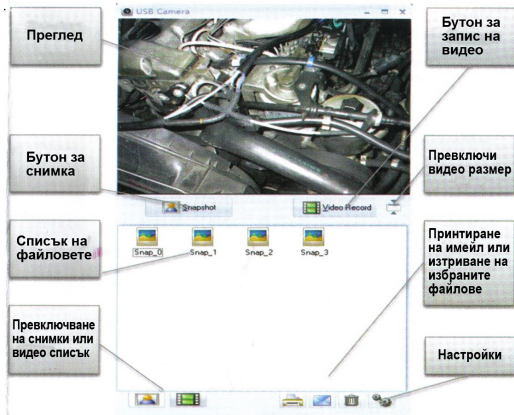 USB Camera
Преглед
Бутон за
запис на
видео
Бутон за
снимка
Превключи
видео размер
Snapshot
Video Record
Списък на
файловете
Snap_0
Snap_1
Snap_2
Snap_3
Принтиране
на имейл или
изтриване на
избраните
файлове
Превключване
на снимки или
видео списък
Настройки